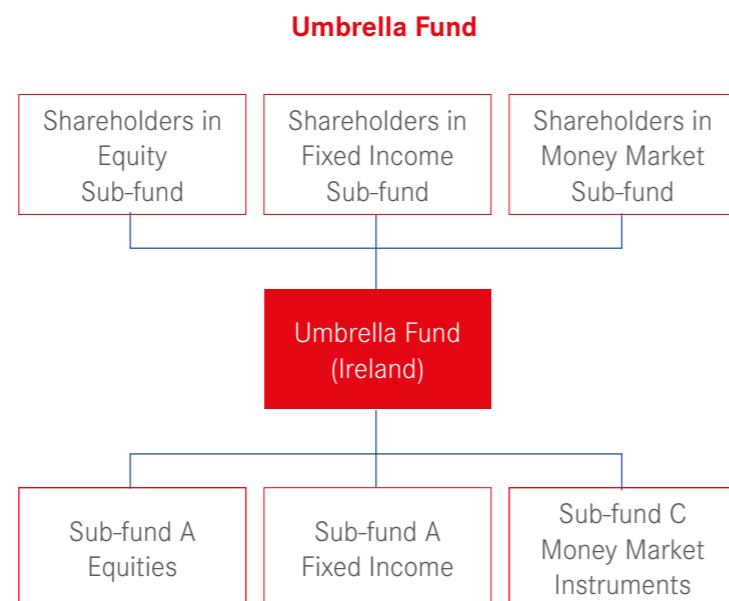 Umbrella Fund
Shareholders in
Equity
Sub-fund
Shareholders in
Fixed Income
Sub-fund
Shareholders in
Money Market
Sub-fund
Umbrella Fund
(Ireland)
Sub-fund A
Equities
Sub-fund A
Fixed Income
Sub-fund C
Money Market
Instruments